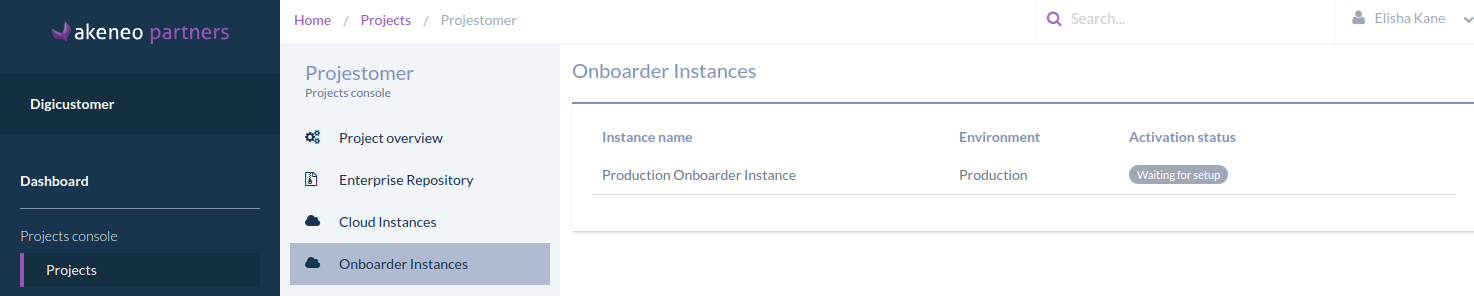 akeneo partners
Digicustomer
Dashboard
Projects console
Projects
Home / Projects / Projestomer
Search...
Elisha Kane
Projestomer
Projects console
Project overview
Enterprise Repository
Cloud Instances
Onboarder Instances
Onboarder Instances
Instance name Environment Activation status
Production Onboarder Instance Production Waiting for setup